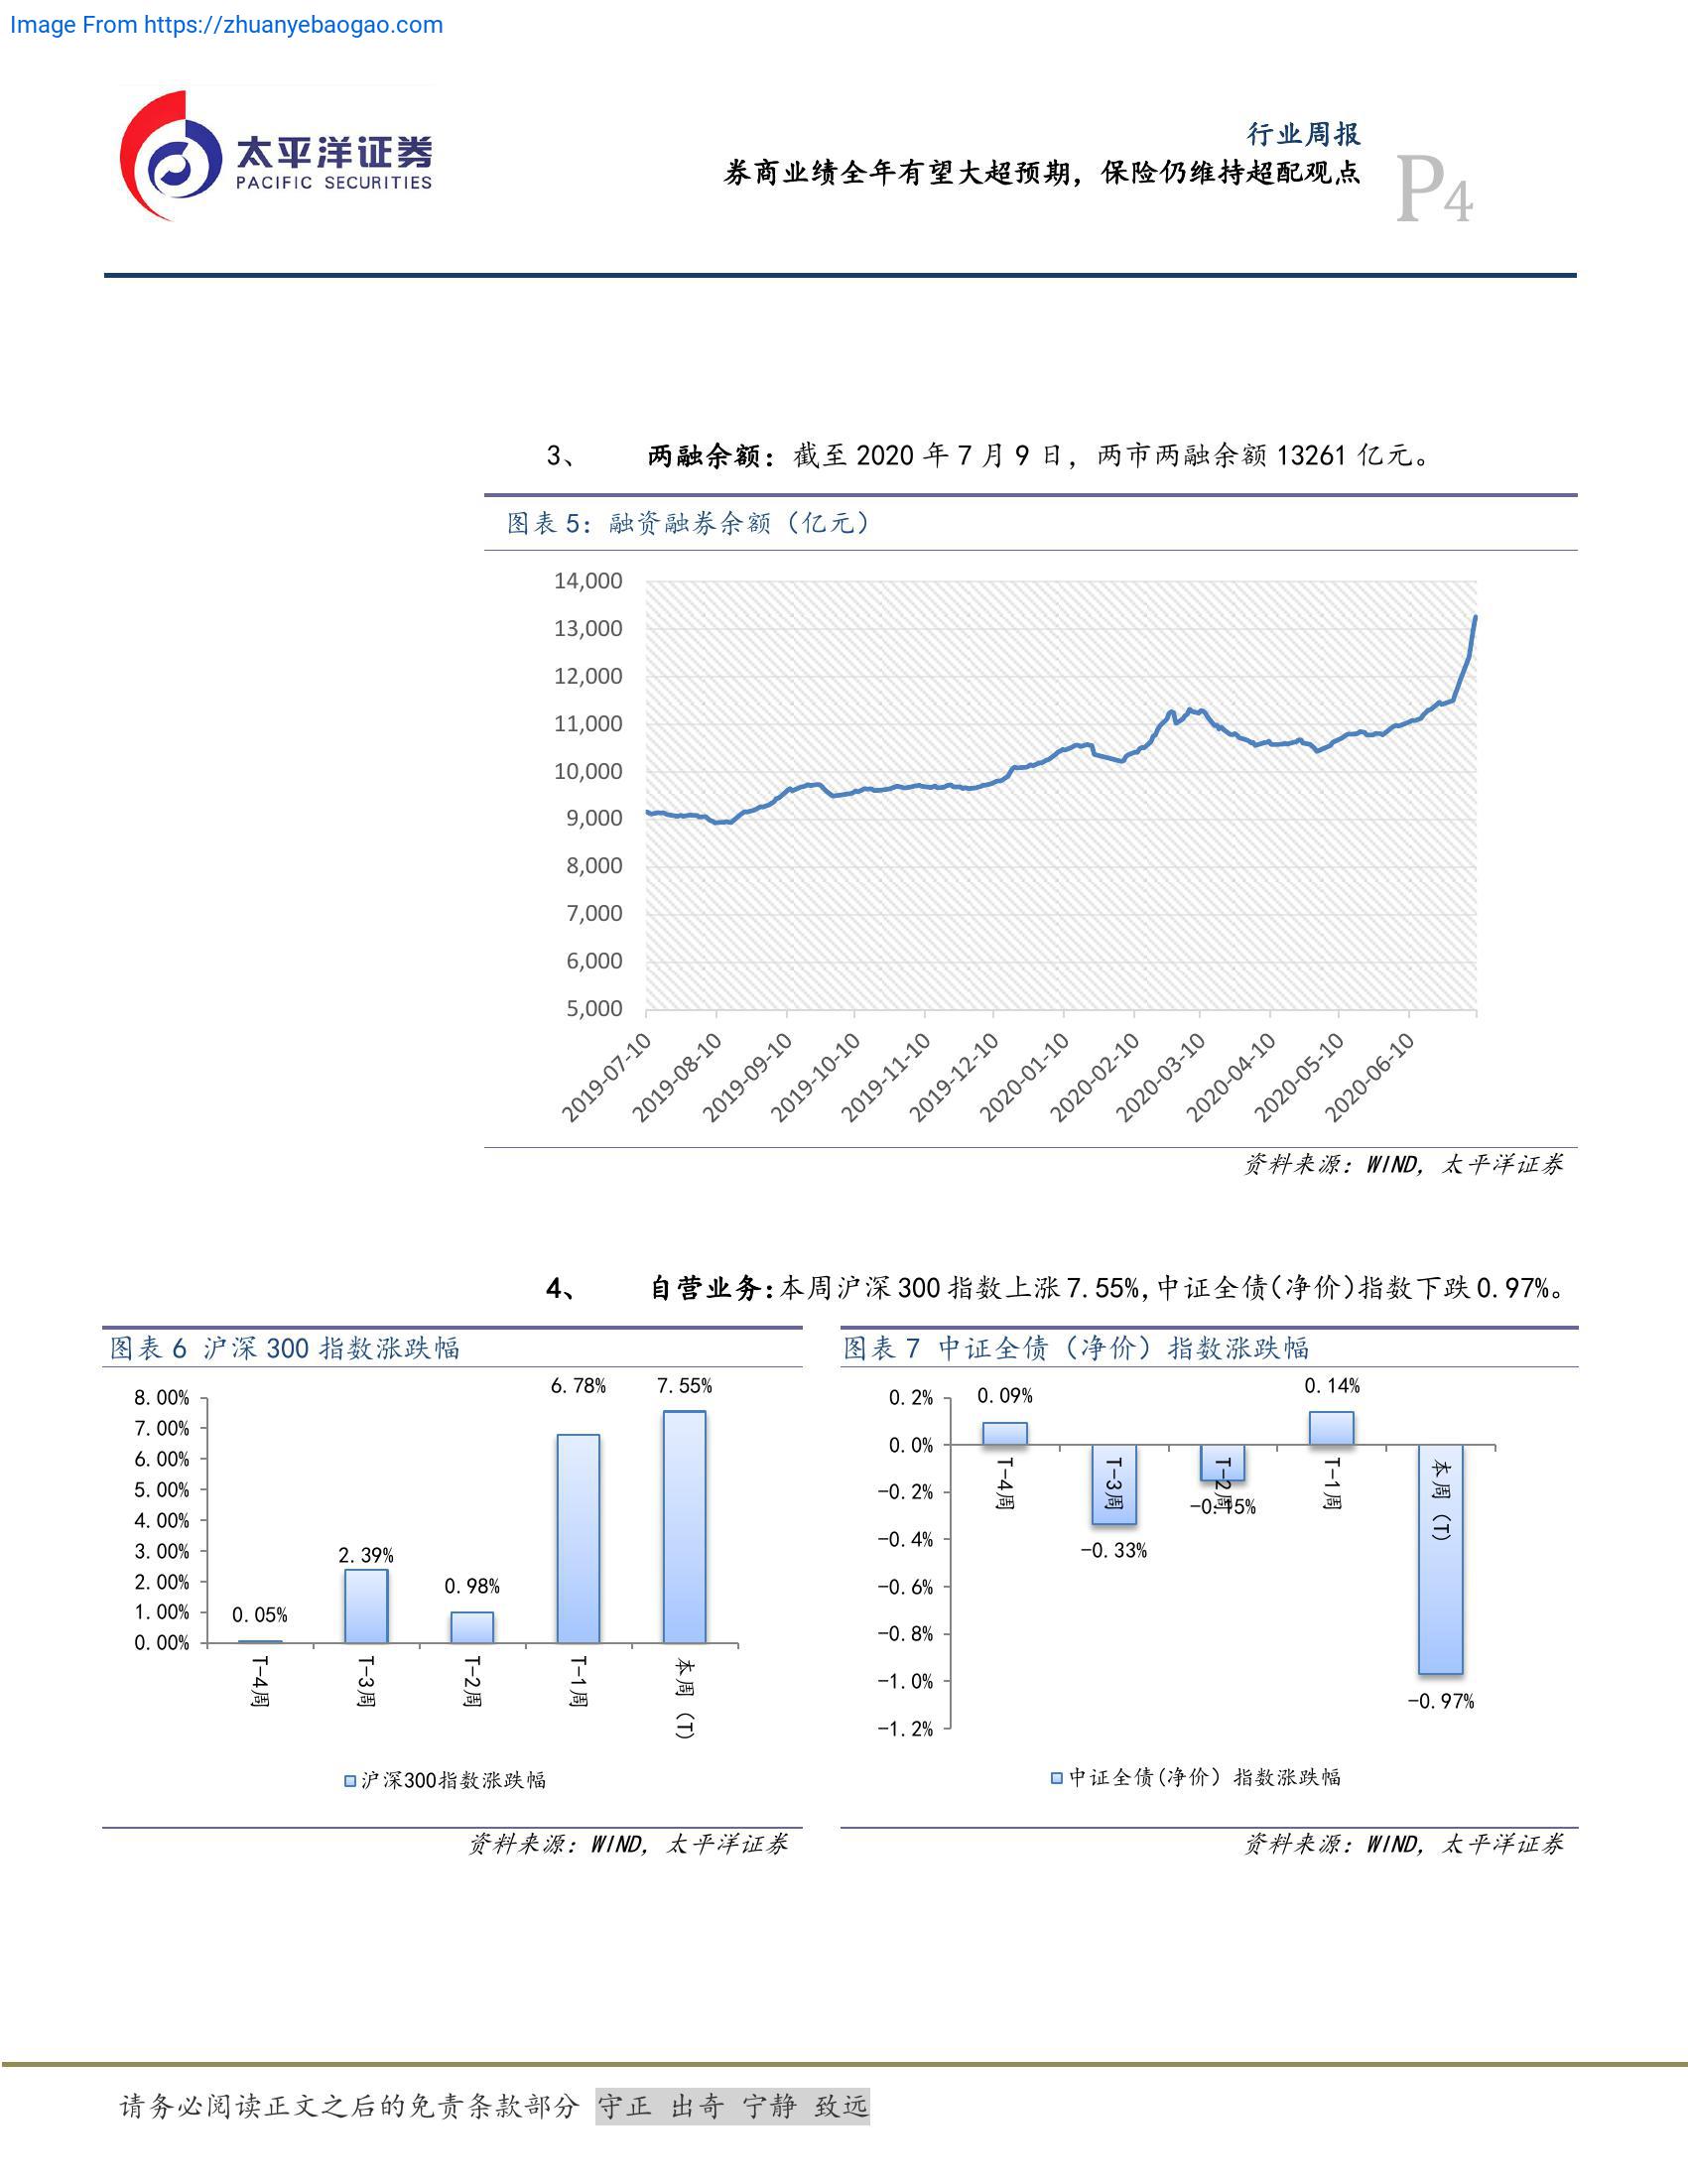 Image From https://zhuanyebaogao.com
太平洋证券
PACIFIC SECURITIES
行业周报
券商业绩全年有望大超预期，保险仍维持超配观点
P4
3、 两融余额：截至 2020 年 7 月 9 日，两市两融余额 13261 亿元。
图表 5：融资融券余额（亿元）
14,000
13,000
12,000
11,000
10,000
9,000
8,000
7,000
6,000
5,000
2019-07-10
2019-08-10
2019-09-10
2019-10-10
2019-11-10
2019-12-10
2020-01-10
2020-02-10
2020-03-10
2020-04-10
2020-05-10
2020-06-10
资料来源：WIND，太平洋证券
4、 自营业务：本周沪深 300 指数上涨 7.55%，中证全债(净价)指数下跌 0.97%。
图表 6 沪深 300 指数涨跌幅
8.00%
7.00%
6.00%
5.00%
4.00%
3.00%
2.00%
1.00%
0.00%
0.05%
2.39%
0.98%
6.78%
7.55%
T-4周
T-3周
T-2周
T-1周
本周（T）
沪深300指数涨跌幅
资料来源：WIND，太平洋证券
图表 7 中证全债（净价）指数涨跌幅
0.2%
0.0%
-0.2%
-0.4%
-0.6%
-0.8%
-1.0%
-1.2%
0.09%
-0.33%
-0.15%
0.14%
-0.97%
T-4周
T-3周
T-2周
T-1周
本周（T）
中证全债(净价）指数涨跌幅
资料来源：WIND，太平洋证券
请务必阅读正文之后的免责条款部分 守正 出奇 宁静 致远